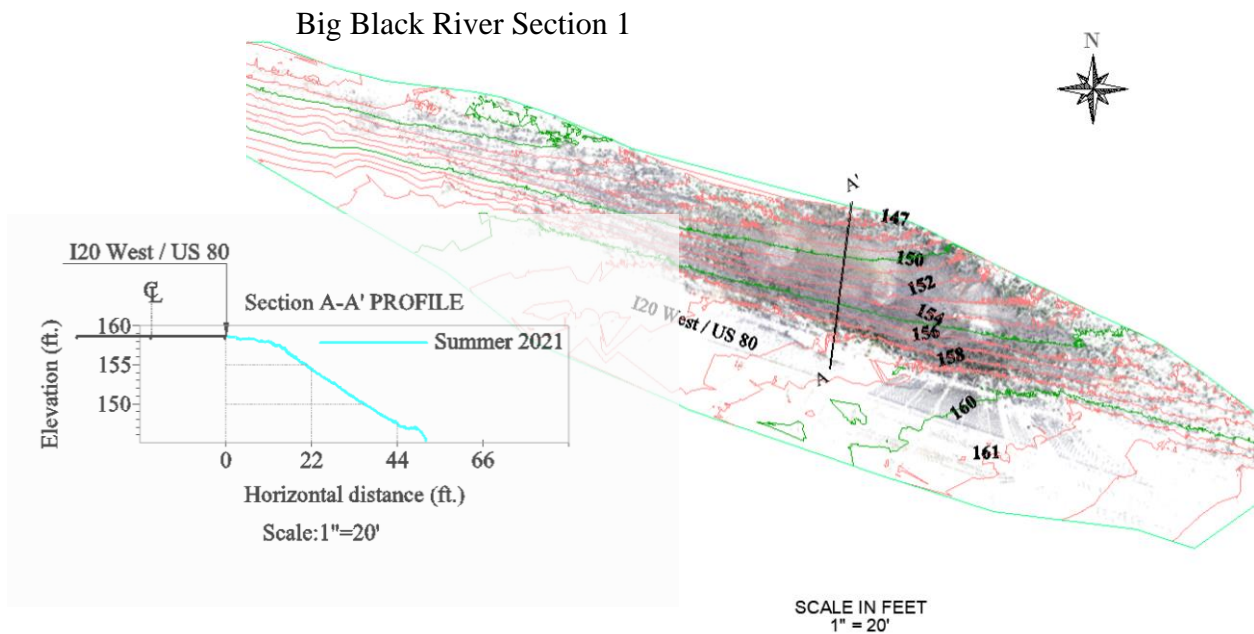 Big Black River Section 1
N
A'
147
150
152
154
156
158
160
161
I20 West / US 80
A
I20 West / US 80
℄
Section A-A' PROFILE
Summer 2021
Elevation (ft.)
160
155
150
0 22 44 66
Horizontal distance (ft.)
Scale:1"=20'
SCALE IN FEET
1" = 20'